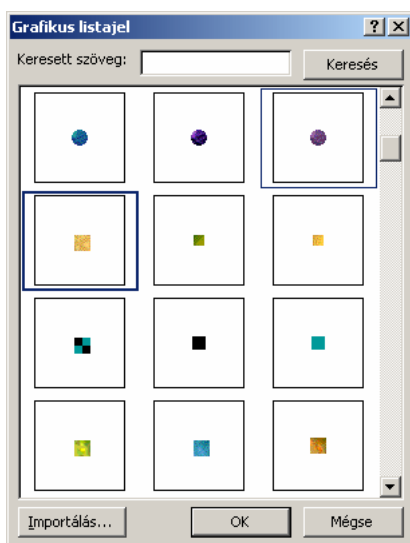 Grafikus listajel
Keresett szöveg:
Keresés
Importálás...
OK
Mégse